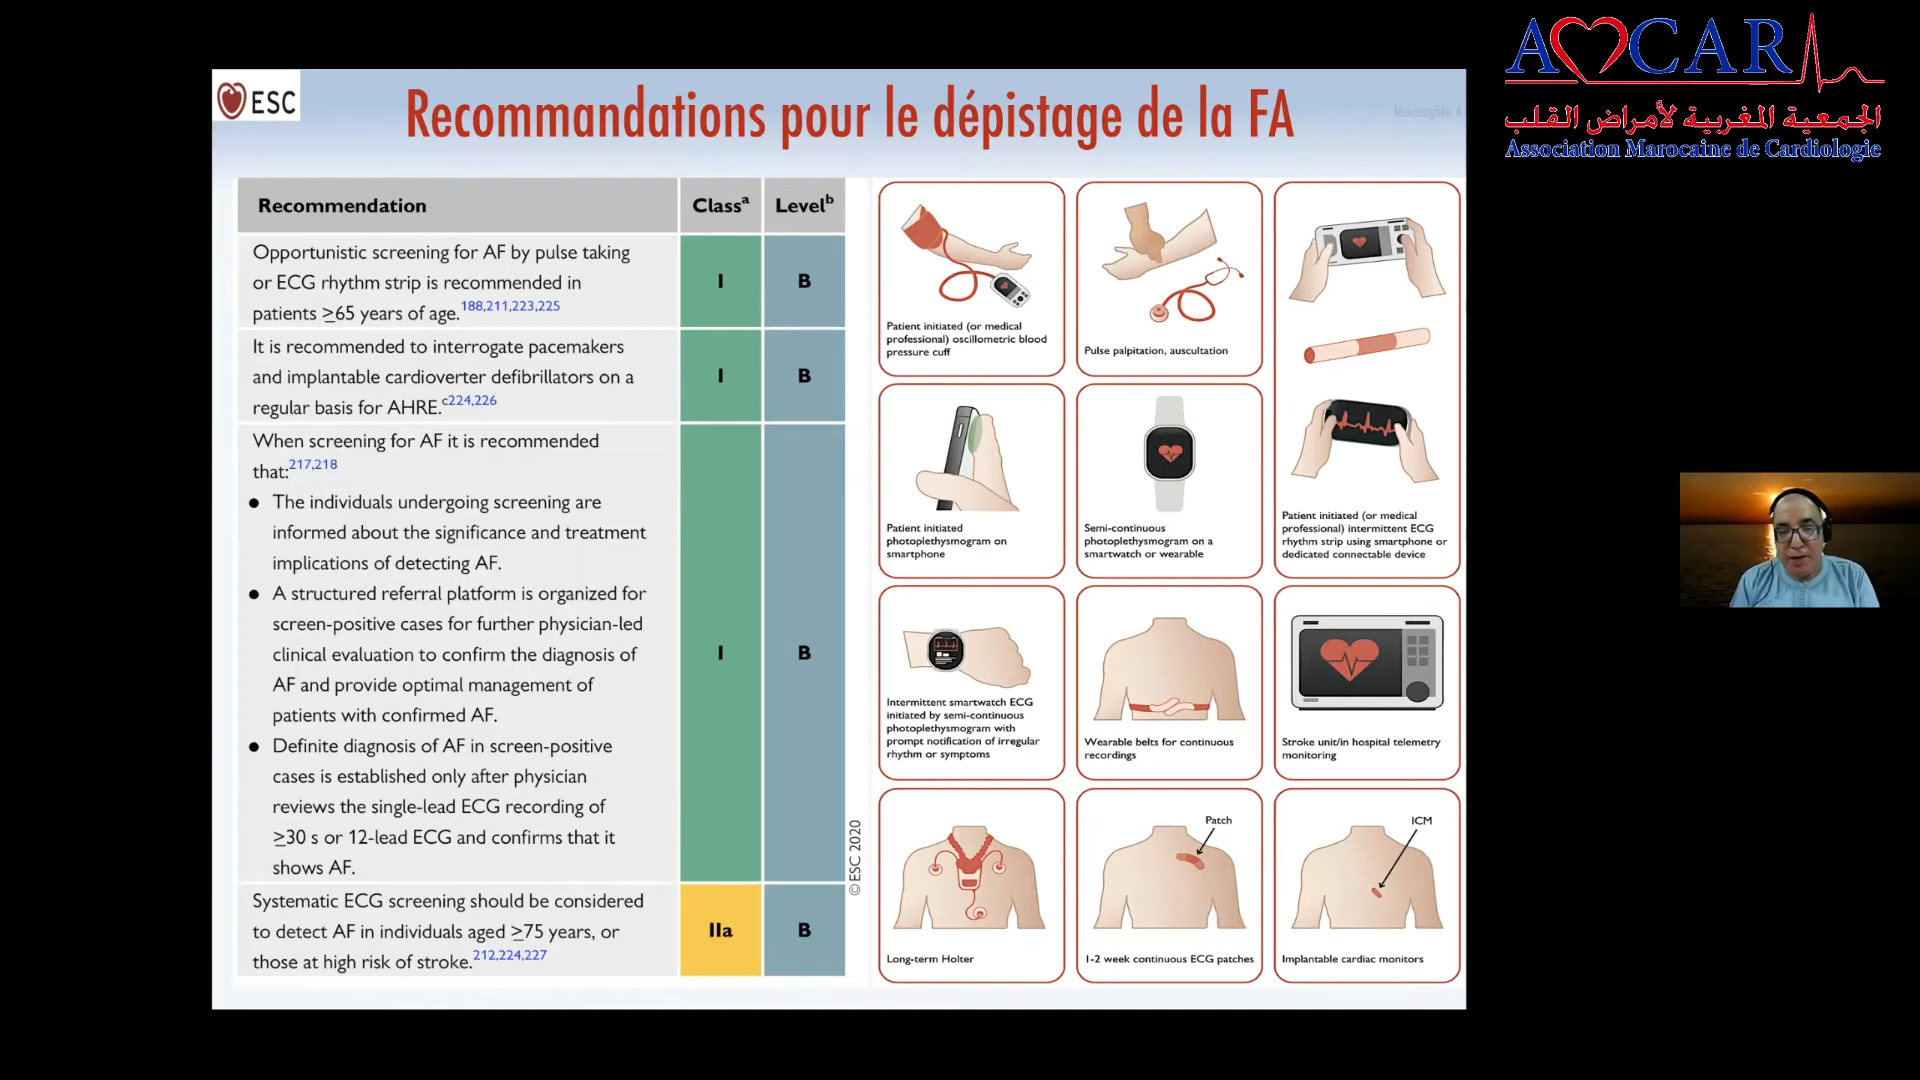 ESC
Recommandations pour le dépistage de la FA
Moustaghfir A
AMCAR
الجمعية المغربية لأمراض القلب
Association Marocaine de Cardiologie
Recommendation Classᵃ Levelᵇ
Opportunistic screening for AF by pulse taking
or ECG rhythm strip is recommended in
patients ≥65 years of age.188,211,223,225
I B
It is recommended to interrogate pacemakers
and implantable cardioverter defibrillators on a
regular basis for AHRE.c224,226
I B
When screening for AF it is recommended
that:217,218
● The individuals undergoing screening are
informed about the significance and treatment
implications of detecting AF.
● A structured referral platform is organized for
screen-positive cases for further physician-led
clinical evaluation to confirm the diagnosis of
AF and provide optimal management of
patients with confirmed AF.
● Definite diagnosis of AF in screen-positive
cases is established only after physician
reviews the single-lead ECG recording of
≥30 s or 12-lead ECG and confirms that it
shows AF.
I B
Systematic ECG screening should be considered
to detect AF in individuals aged ≥75 years, or
those at high risk of stroke.212,224,227
IIa B
©ESC 2020
Patient initiated (or medical
professional) oscillometric blood
pressure cuff
Pulse palpitation, auscultation
Patient initiated
photoplethysmogram on
smartphone
Semi-continuous
photoplethysmogram on a
smartwatch or wearable
Patient initiated (or medical
professional) intermittent ECG
rhythm strip using smartphone or
dedicated connectable device
Intermittent smartwatch ECG
initiated by semi-continuous
photoplethysmogram with
prompt notification of irregular
rhythm or symptoms
Wearable belts for continuous
recordings
Stroke unit/in hospital telemetry
monitoring
Long-term Holter
Patch
1-2 week continuous ECG patches
ICM
Implantable cardiac monitors